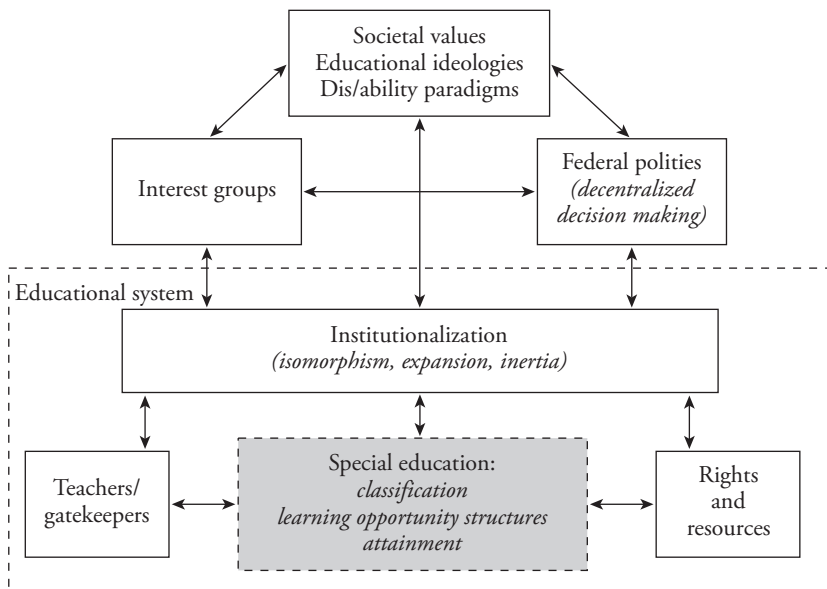 Societal values
Educational ideologies
Dis/ability paradigms
Interest groups
Federal polities
(decentralized
decision making)
Educational system
Institutionalization
(isomorphism, expansion, inertia)
Teachers/
gatekeepers
Special education:
classification
learning opportunity structures
attainment
Rights
and
resources